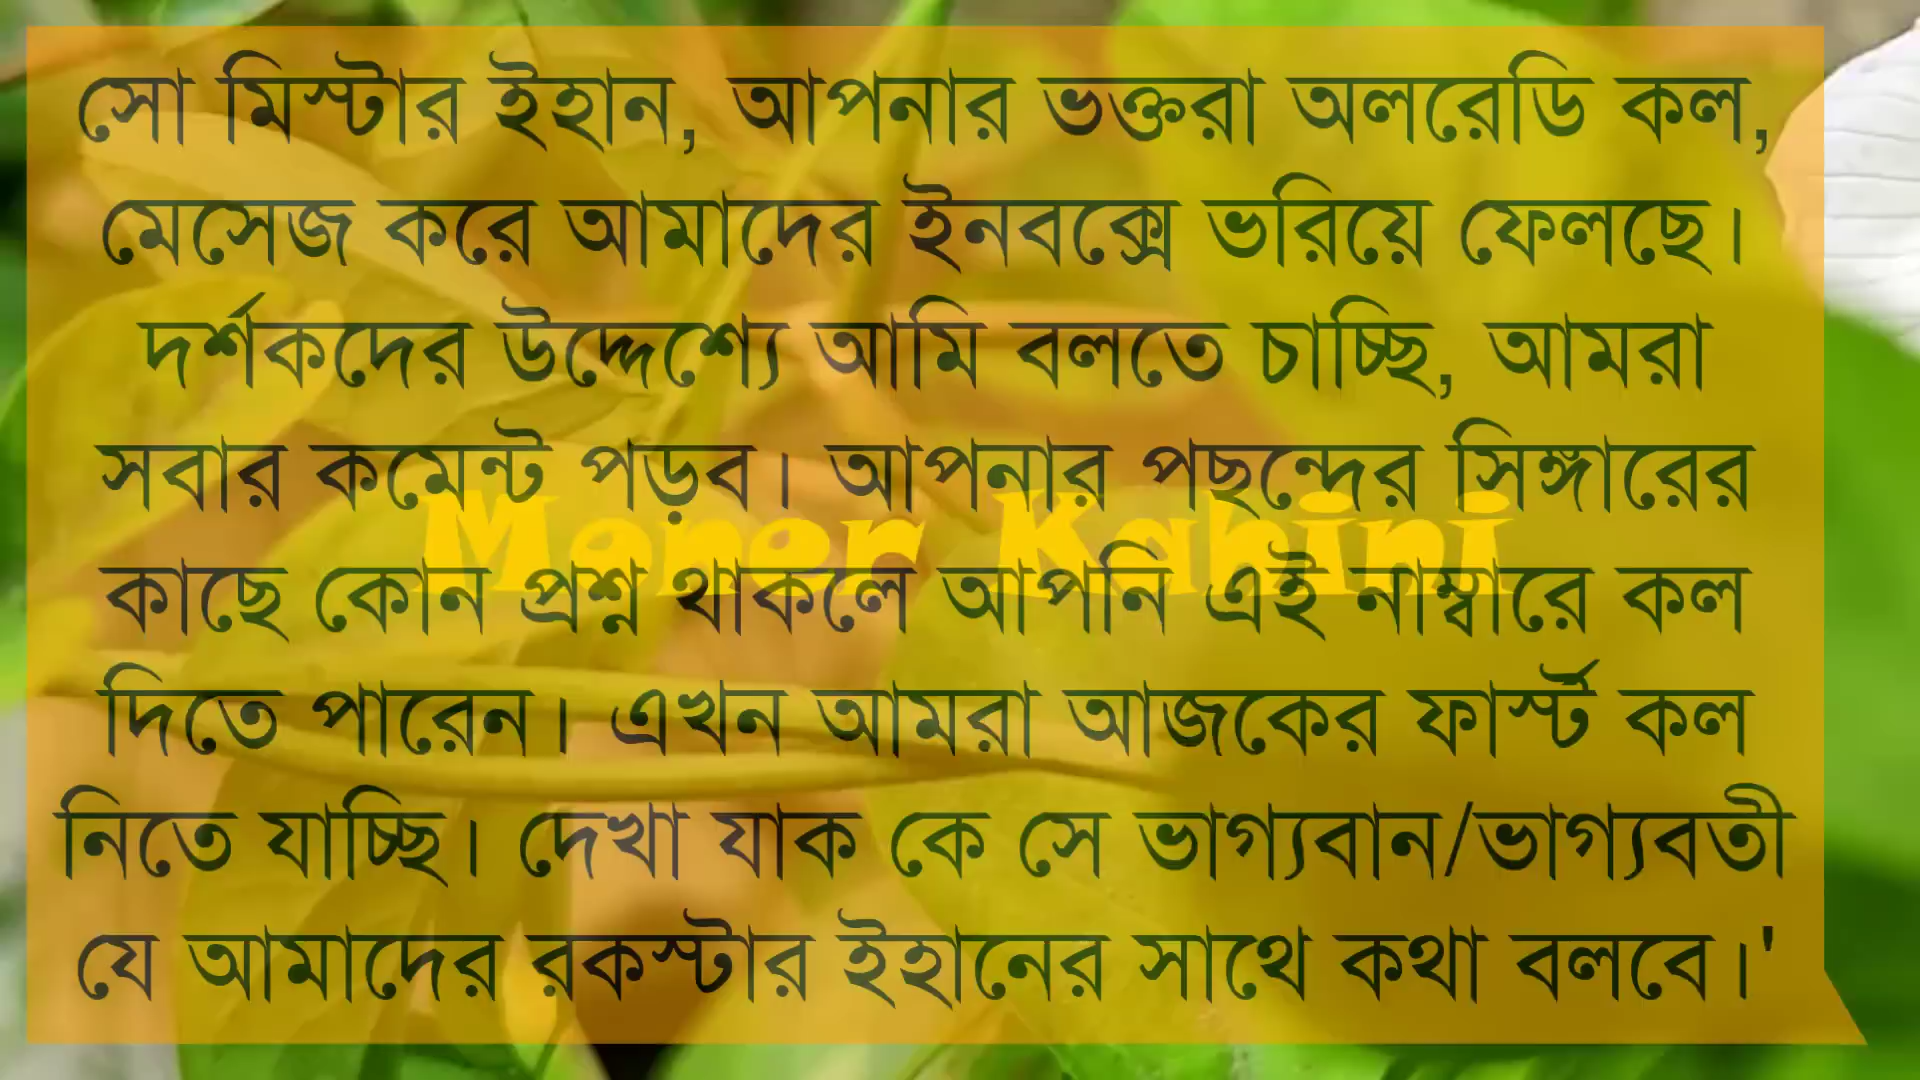 সো মিস্টার ইহান, আপনার ভক্তরা অলরেডি কল,
মেসেজ করে আমাদের ইনবক্সে ভরিয়ে ফেলছে।
দর্শকদের উদ্দেশ্যে আমি বলতে চাচ্ছি, আমরা
সবার কমেন্ট পড়ব। আপনার পছন্দের সিঙ্গারের
Moner Kahini
কাছে কোন প্রশ্ন থাকলে আপনি এই নাম্বারে কল
দিতে পারেন। এখন আমরা আজকের ফার্স্ট কল
নিতে যাচ্ছি। দেখা যাক কে সে ভাগ্যবান/ভাগ্যবতী
যে আমাদের রকস্টার ইহানের সাথে কথা বলবে।'